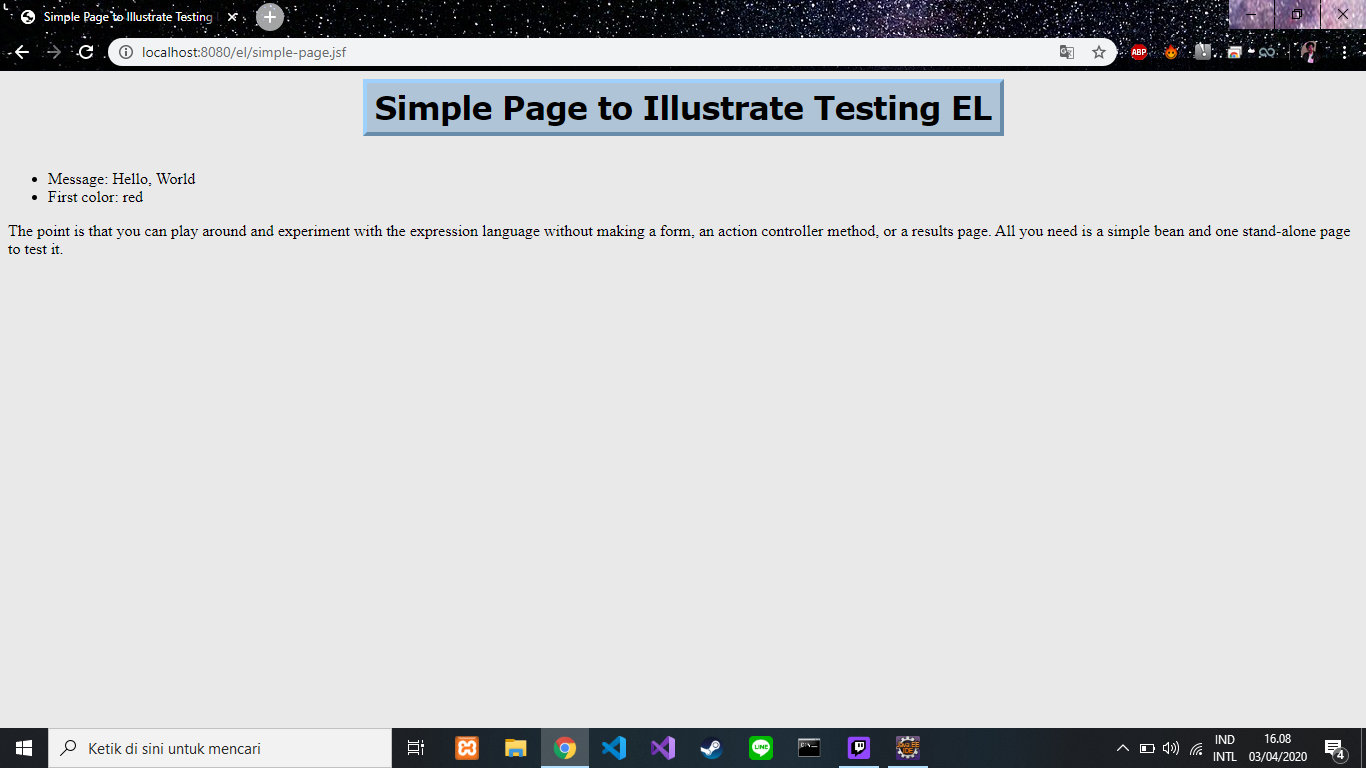 Simple Page to Illustrate Testing
localhost:8080/el/simple-page.jsf
ABP
Simple Page to Illustrate Testing EL
Message: Hello, World
First color: red
The point is that you can play around and experiment with the expression language without making a form, an action controller method, or a results page. All you need is a simple bean and one stand-alone page
to test it.
Ketik di sini untuk mencari
LINE
IND
INTL
16.08
03/04/2020
4